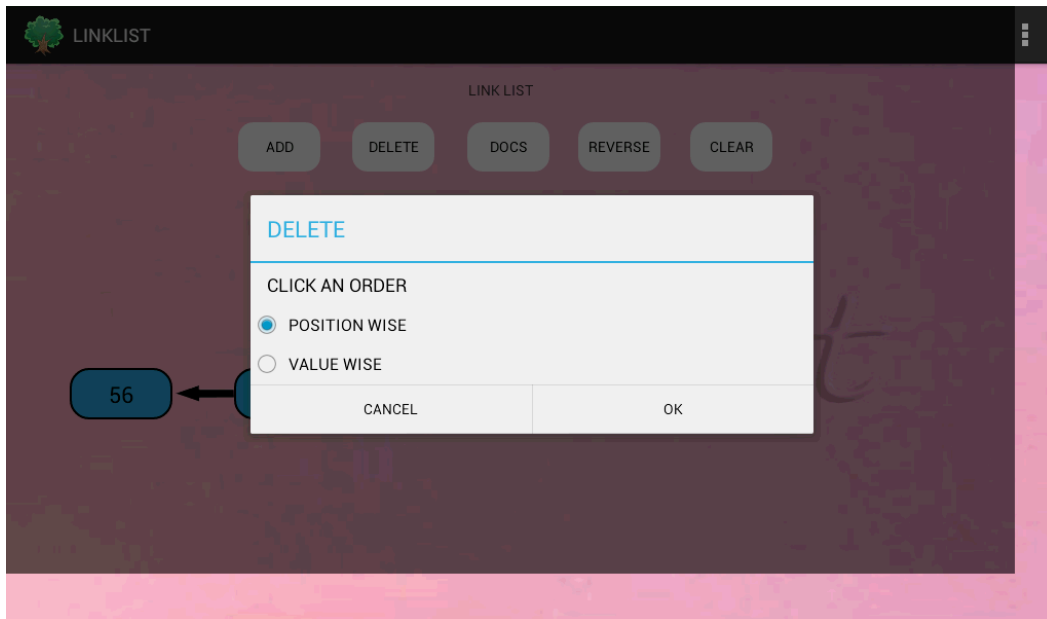 LINKLIST
LINK LIST
ADD DELETE DOCS REVERSE CLEAR
DELETE
CLICK AN ORDER
POSITION WISE
VALUE WISE
56
CANCEL OK